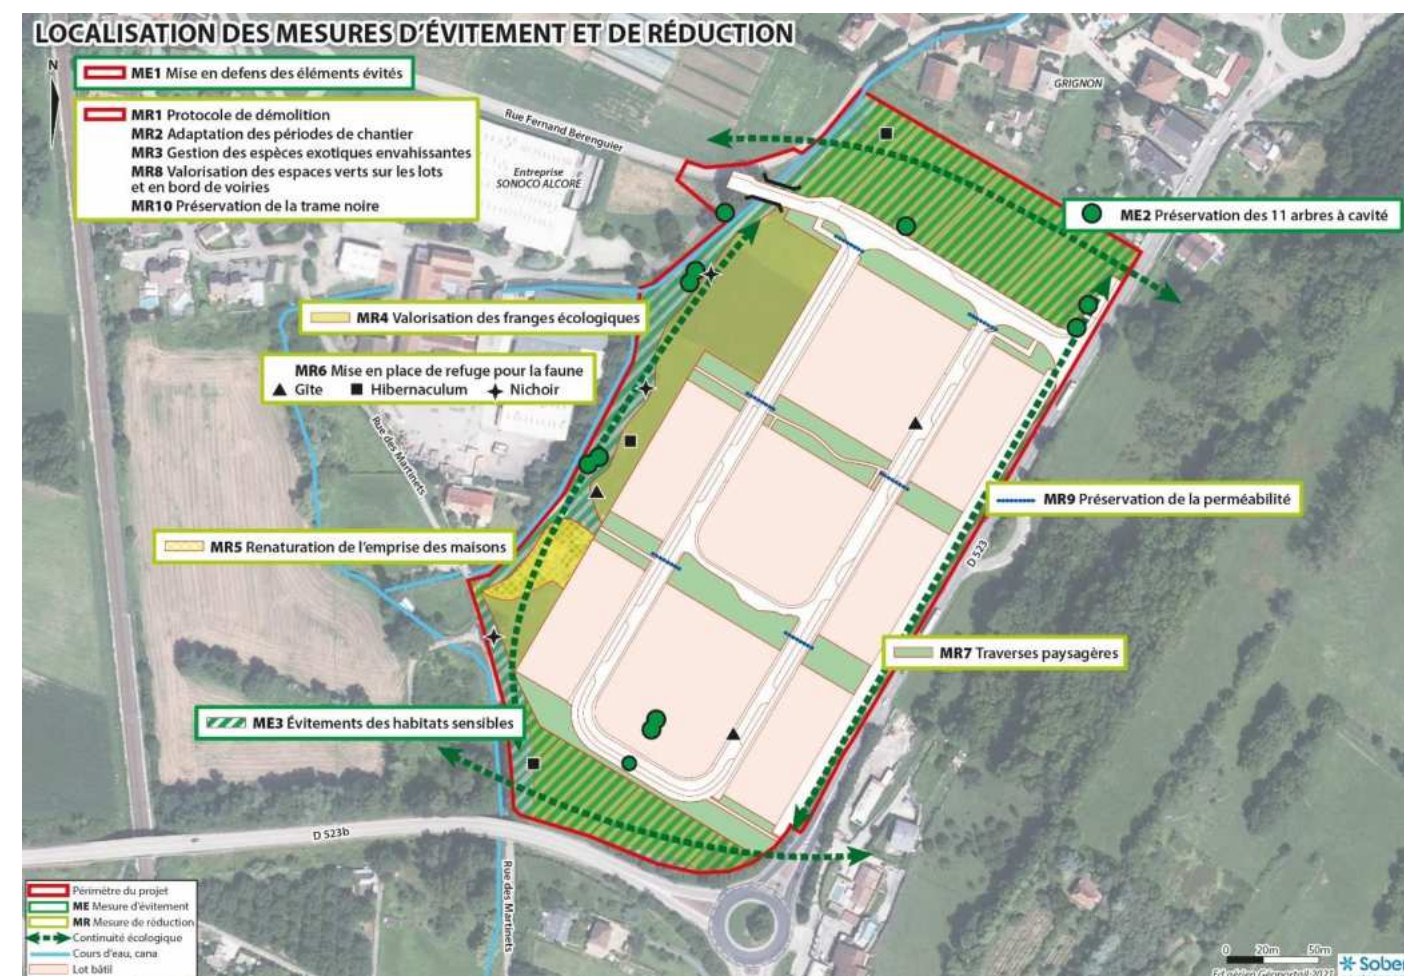 LOCALISATION DES MESURES D'ÉVITEMENT ET DE RÉDUCTION
N
ME1 Mise en defens des éléments évités
MR1 Protocole de démolition
MR2 Adaptation des périodes de chantier
MR3 Gestion des espèces exotiques envahissantes
MR8 Valorisation des espaces verts sur les lots
et en bord de voiries
MR10 Préservation de la trame noire
Rue Fernand Berenguier
Entreprise
SONOCO ALCORE
GRIGNON
ME2 Préservation des 11 arbres à cavité
MR4 Valorisation des franges écologiques
MR6 Mise en place de refuge pour la faune
Gîte Hibernaculum Nichoir
Rue des Martinets
MR9 Préservation de la perméabilité
MR5 Renaturation de l'emprise des maisons
D 523
MR7 Traverses paysagères
ME3 Évitements des habitats sensibles
D 523b
Rue des Martinets
Périmètre du projet
ME Mesure d'évitement
MR Mesure de réduction
Continuité écologique
Cours d'eau, cana
Lot bâti
0 20m 50m
Sober